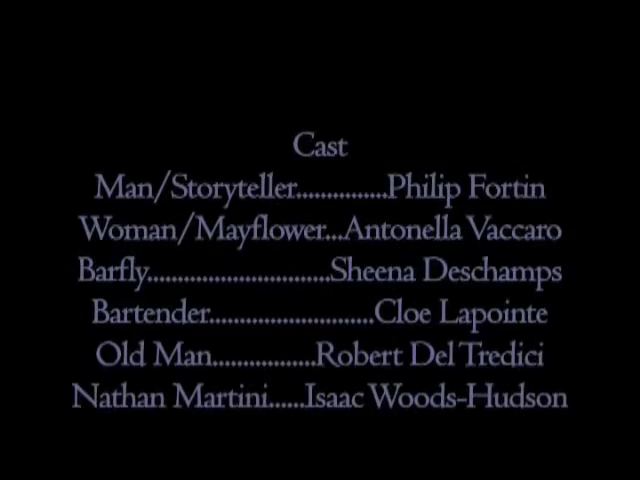 Cast
Man/Storyteller...............Philip Fortin
Woman/Mayflower...Antonella Vaccaro
Barfly..............................Sheena Deschamps
Bartender...........................Cloe Lapointe
Old Man.................Robert Del Tredici
Nathan Martini......Isaac Woods-Hudson